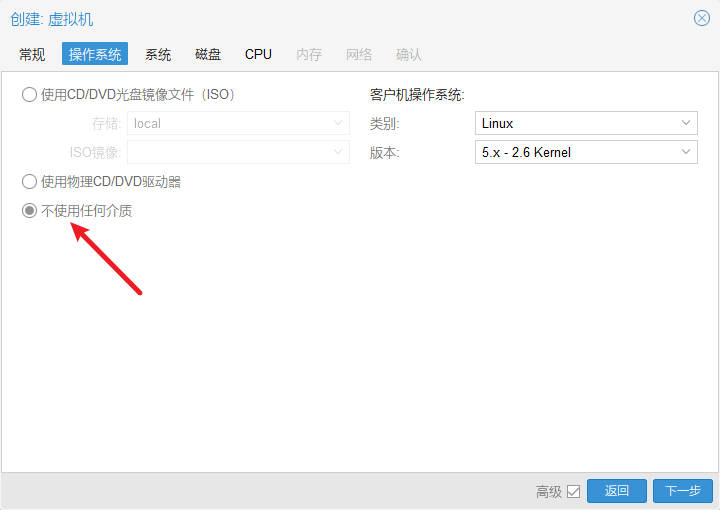 创建: 虚拟机
常规 操作系统 系统 磁盘 CPU 内存 网络 确认
使用CD/DVD光盘镜像文件（ISO）
存储: local
ISO镜像:
使用物理CD/DVD驱动器
不使用任何介质
客户机操作系统:
类别: Linux
版本: 5.x - 2.6 Kernel
高级 返回 下一步